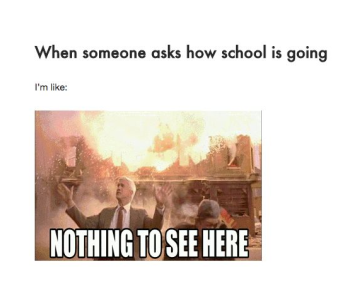 When someone asks how school is going
I'm like:
NOTHING TO SEE HERE